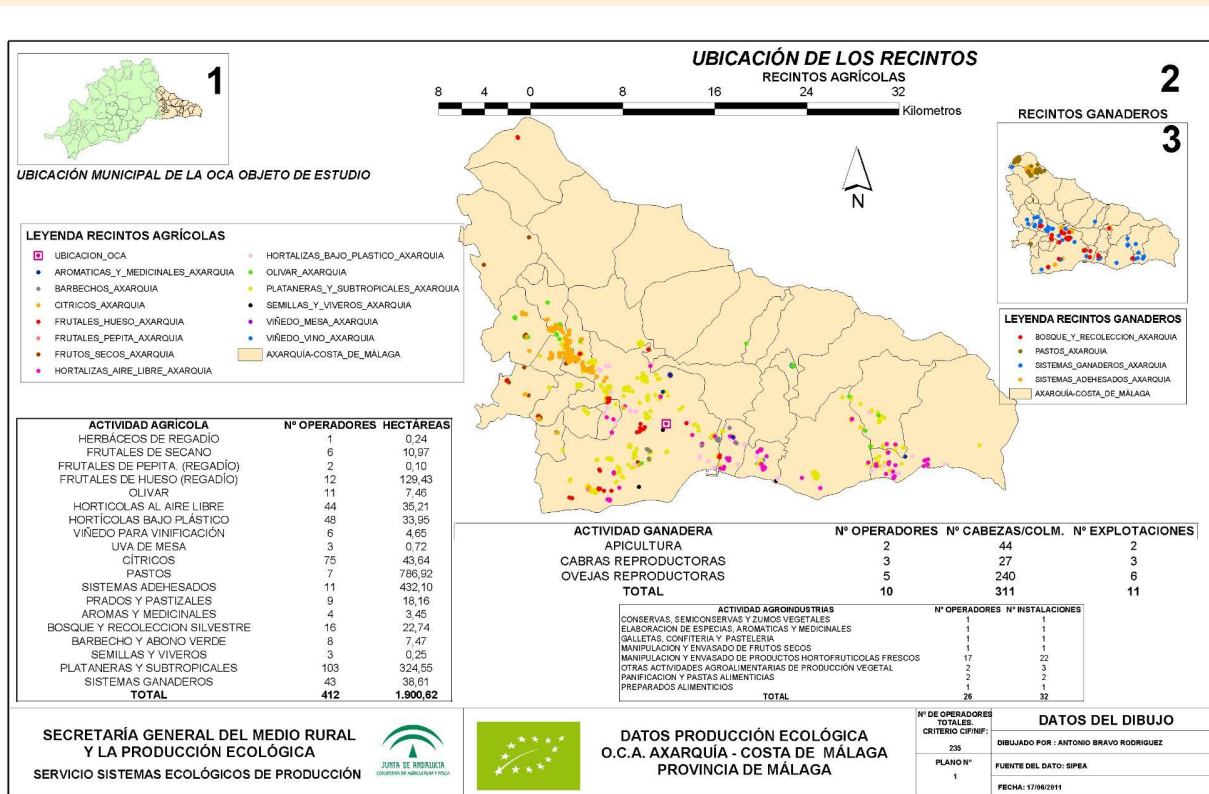 UBICACIÓN DE LOS RECINTOS
RECINTOS AGRÍCOLAS
8 4 0 8 16 24 32
Kilometros
1
UBICACIÓN MUNICIPAL DE LA OCA OBJETO DE ESTUDIO
2
RECINTOS GANADEROS
3
N
LEYENDA RECINTOS AGRÍCOLAS
UBICACION_OCA
AROMATICAS_Y_MEDICINALES_AXARQUIA
BARBECHOS_AXARQUIA
CITRICOS_AXARQUIA
FRUTALES_HUESO_AXARQUIA
FRUTALES_PEPITA_AXARQUIA
FRUTOS_SECOS_AXARQUIA
HORTALIZAS_AIRE_LIBRE_AXARQUIA
HORTALIZAS_BAJO_PLASTICO_AXARQUIA
OLIVAR_AXARQUIA
PLATANERAS_Y_SUBTROPICALES_AXARQUIA
SEMILLAS_Y_VIVEROS_AXARQUIA
VIÑEDO_MESA_AXARQUIA
VIÑEDO_VINO_AXARQUIA
AXARQUÍA-COSTA_DE_MÁLAGA
LEYENDA RECINTOS GANADEROS
BOSQUE_Y_RECOLECCION_AXARQUIA
PASTOS_AXARQUIA
SISTEMAS_GANADEROS_AXARQUIA
SISTEMAS_ADEHESADOS_AXARQUIA
AXARQUÍA-COSTA_DE_MÁLAGA
ACTIVIDAD AGRÍCOLA Nº OPERADORES HECTÁREAS
HERBÁCEOS DE REGADÍO 1 0,24
FRUTALES DE SECANO 6 10,97
FRUTALES DE PEPITA. (REGADÍO) 2 0,10
FRUTALES DE HUESO (REGADÍO) 12 129,43
OLIVAR 11 7,46
HORTICOLAS AL AIRE LIBRE 44 35,21
HORTÍCOLAS BAJO PLÁSTICO 48 33,95
VIÑEDO PARA VINIFICACIÓN 6 4,65
UVA DE MESA 3 0,72
CÍTRICOS 75 43,64
PASTOS 7 786,92
SISTEMAS ADEHESADOS 11 432,10
PRADOS Y PASTIZALES 9 18,16
AROMAS Y MEDICINALES 4 3,45
BOSQUE Y RECOLECCION SILVESTRE 16 22,74
BARBECHO Y ABONO VERDE 8 7,47
SEMILLAS Y VIVEROS 3 0,25
PLATANERAS Y SUBTROPICALES 103 324,55
SISTEMAS GANADEROS 43 38,61
TOTAL 412 1.900,62
ACTIVIDAD GANADERA Nº OPERADORES Nº CABEZAS/COLM. Nº EXPLOTACIONES
APICULTURA 2 44 2
CABRAS REPRODUCTORAS 3 27 3
OVEJAS REPRODUCTORAS 5 240 6
TOTAL 10 311 11
ACTIVIDAD AGROINDUSTRIAS Nº OPERADORES Nº INSTALACIONES
CONSERVAS, SEMICONSERVAS Y ZUMOS VEGETALES 1 1
ELABORACION DE ESPECIAS, AROMATICAS Y MEDICINALES 1 1
GALLETAS, CONFITERIA Y PASTELERIA 1 1
MANIPULACION Y ENVASADO DE FRUTOS SECOS 1 1
MANIPULACION Y ENVASADO DE PRODUCTOS HORTOFRUTICOLAS FRESCOS 17 22
OTRAS ACTIVIDADES AGROALIMENTARIAS DE PRODUCCIÓN VEGETAL 2 3
PANIFICACION Y PASTAS ALIMENTICIAS 2 2
PREPARADOS ALIMENTICIOS 1 1
TOTAL 26 32
SECRETARÍA GENERAL DEL MEDIO RURAL
Y LA PRODUCCIÓN ECOLÓGICA
SERVICIO SISTEMAS ECOLÓGICOS DE PRODUCCIÓN
JUNTA DE ANDALUCIA
CONSEJERÍA DE AGRICULTURA Y PESCA
DATOS PRODUCCIÓN ECOLÓGICA
O.C.A. AXARQUÍA - COSTA DE MÁLAGA
PROVINCIA DE MÁLAGA
Nº DE OPERADORES
TOTALES.
CRITERIO CIF/NIF:
235
PLANO Nº
1
DATOS DEL DIBUJO
DIBUJADO POR : ANTONIO BRAVO RODRIGUEZ
FUENTE DEL DATO: SIPEA
FECHA: 17/06/2011